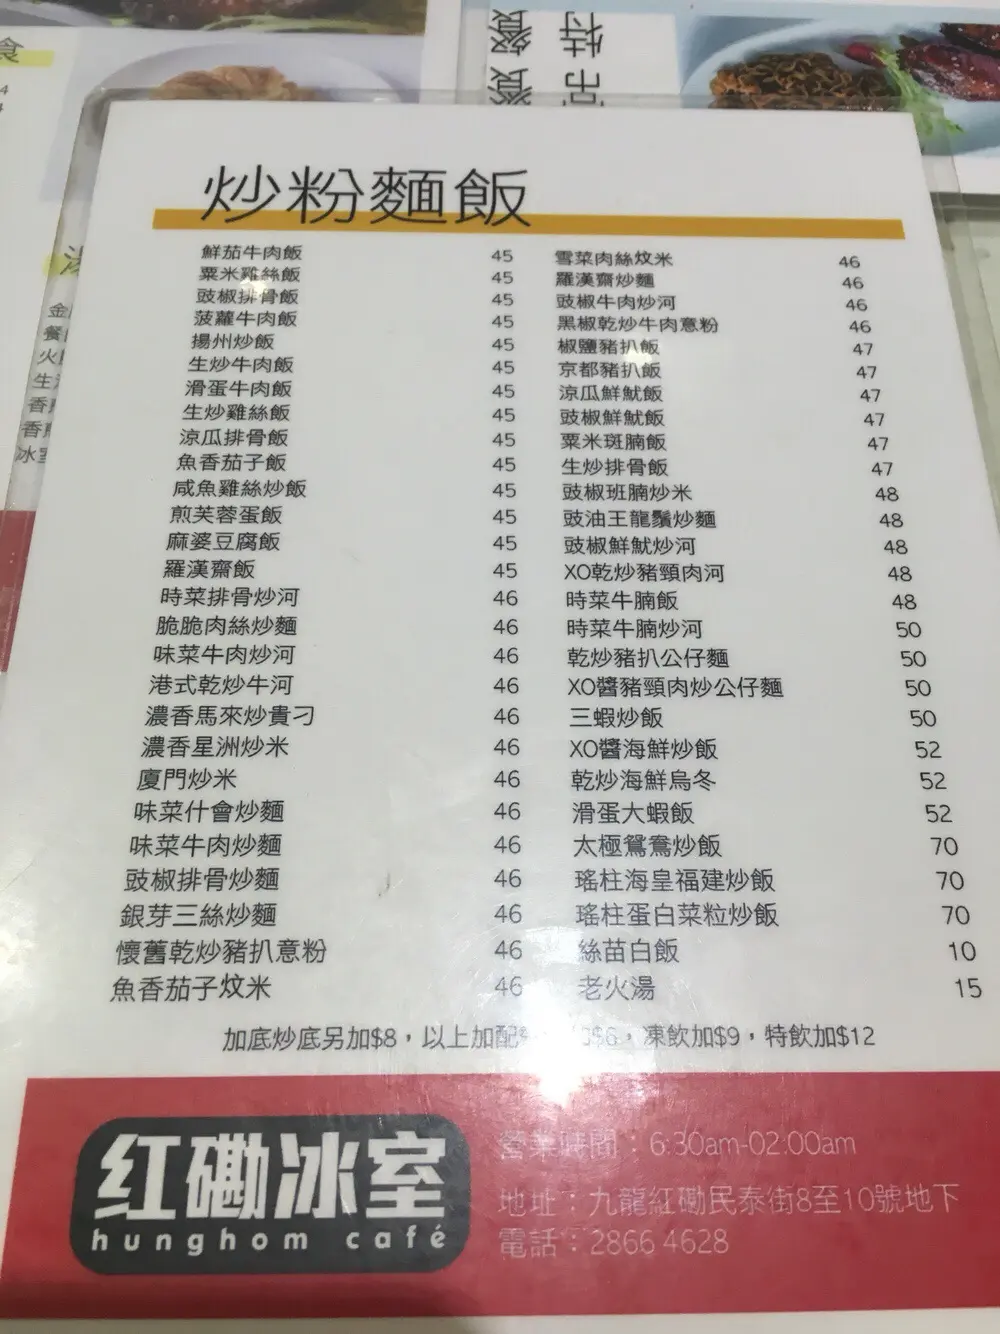 炒粉麵飯
鮮茄牛肉飯 45
粟米雞絲飯 45
豉椒排骨飯 45
菠蘿牛肉飯 45
揚州炒飯 45
生炒牛肉飯 45
滑蛋牛肉飯 45
生炒雞絲飯 45
涼瓜排骨飯 45
魚香茄子飯 45
咸魚雞絲炒飯 45
煎芙蓉蛋飯 45
麻婆豆腐飯 45
羅漢齋飯 45
時菜排骨炒河 46
脆脆肉絲炒麵 46
味菜牛肉炒河 46
港式乾炒牛河 46
濃香馬來炒貴刁 46
濃香星洲炒米 46
廈門炒米 46
味菜什會炒麵 46
味菜牛肉炒麵 46
豉椒排骨炒麵 46
銀芽三絲炒麵 46
懷舊乾炒豬扒意粉 46
魚香茄子炆米 46
雪菜肉絲炆米 46
羅漢齋炒麵 46
豉椒牛肉炒河 46
黑椒乾炒牛肉意粉 46
椒鹽豬扒飯 47
京都豬扒飯 47
涼瓜鮮魷飯 47
豉椒鮮魷飯 47
粟米斑腩飯 47
生炒排骨飯 47
豉椒班腩炒米 48
豉油王龍鬚炒麵 48
豉椒鮮魷炒河 48
XO乾炒豬頸肉河 48
時菜牛腩飯 48
時菜牛腩炒河 50
乾炒豬扒公仔麵 50
XO醬豬頸肉炒公仔麵 50
三蝦炒飯 50
XO醬海鮮炒飯 52
乾炒海鮮烏冬 52
滑蛋大蝦飯 52
太極鴛鴦炒飯 70
瑤柱海皇福建炒飯 70
瑤柱蛋白菜粒炒飯 70
絲苗白飯 10
老火湯 15
加底炒底另加$8，以上加配 $6，凍飲加$9，特飲加$12
红磡冰室
hunghom café
營業時間：6:30am-02:00am
地址：九龍紅磡民泰街8至10號地下
電話：2866 4628